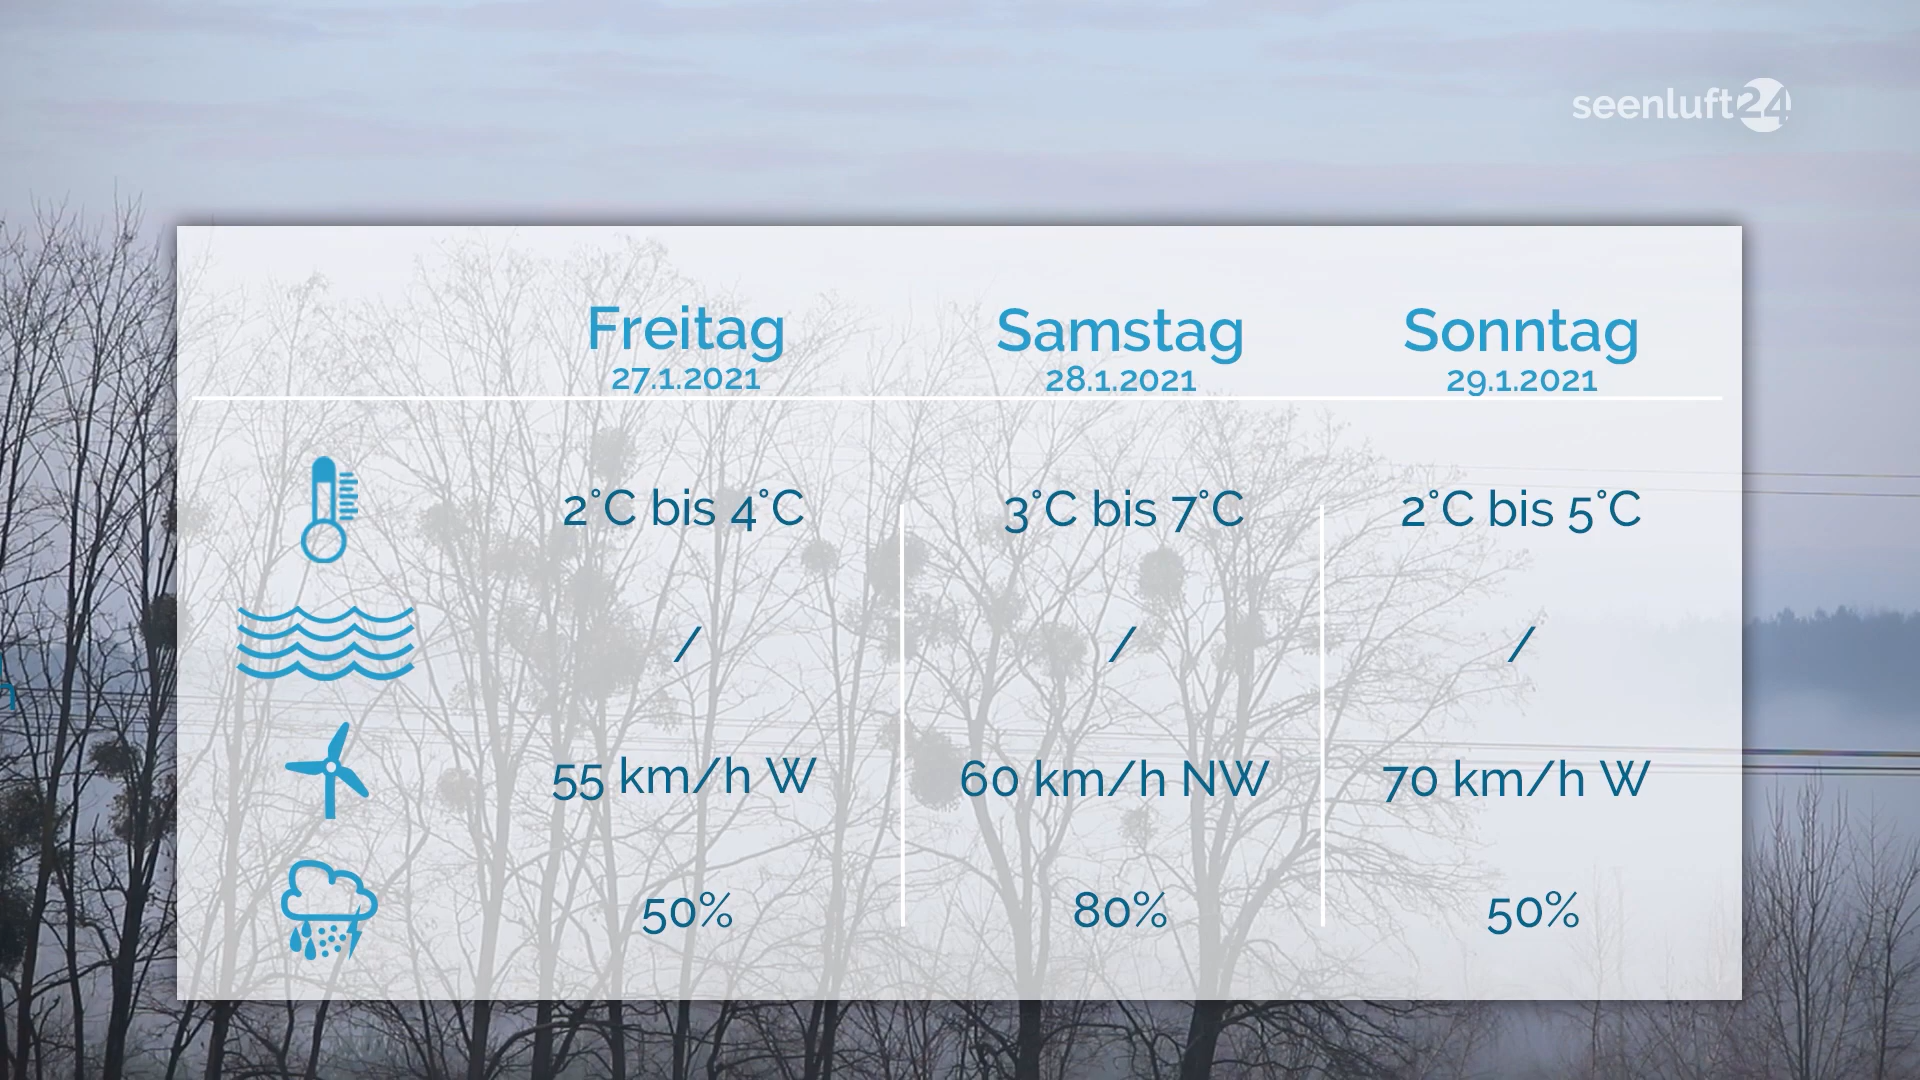 seenluft24
Freitag Samstag Sonntag
27.1.2021 28.1.2021 29.1.2021
2°C bis 4°C 3°C bis 7°C 2°C bis 5°C
/ / /
55 km/h W 60 km/h NW 70 km/h W
50% 80% 50%